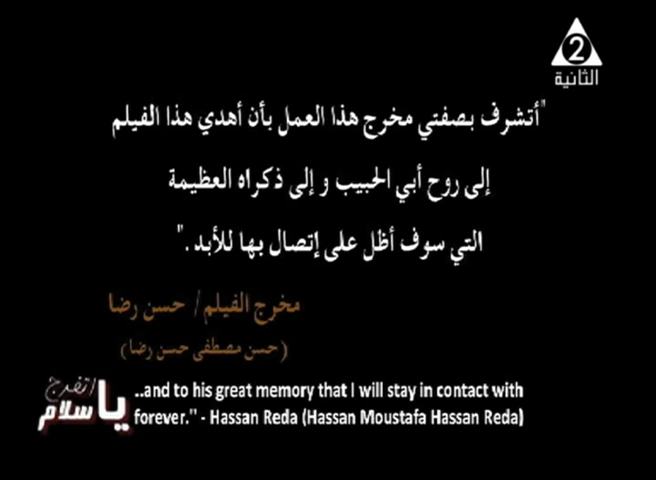 2
الثانية
"أتشرف بصفتي مخرج هذا العمل بأن أهدي هذا الفيلم
إلى روح أبي الحبيب و إلى ذكراه العظيمة
التي سوف أظل على إتصال بها للأبد ."
مخرج الفيلم/ حسن رضا
(حسن مصطفى حسن رضا)
اتفرج
يا سلام
..and to his great memory that I will stay in contact with
forever." - Hassan Reda (Hassan Moustafa Hassan Reda)